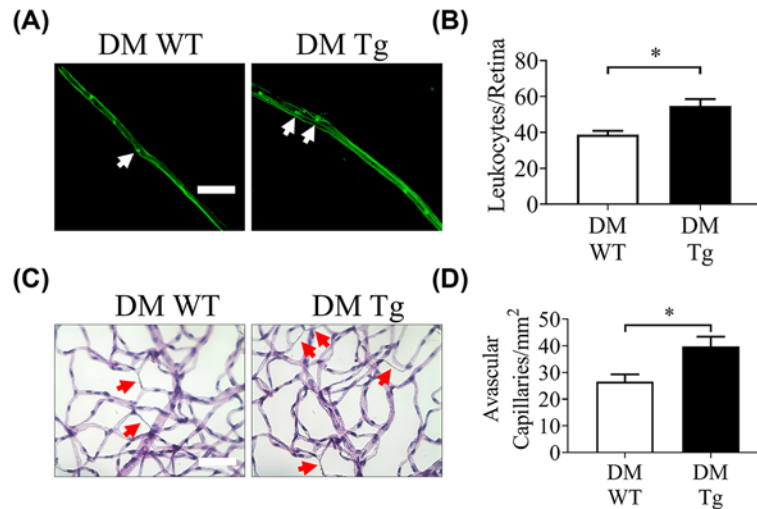 (A)
DM WT
DM Tg
(B)
Leukocytes/Retina
80
60
40
20
0
*
DM
WT
DM
Tg
(C)
DM WT
DM Tg
(D)
Avascular
Capillaries/mm²
50
40
30
20
10
0
*
DM
WT
DM
Tg